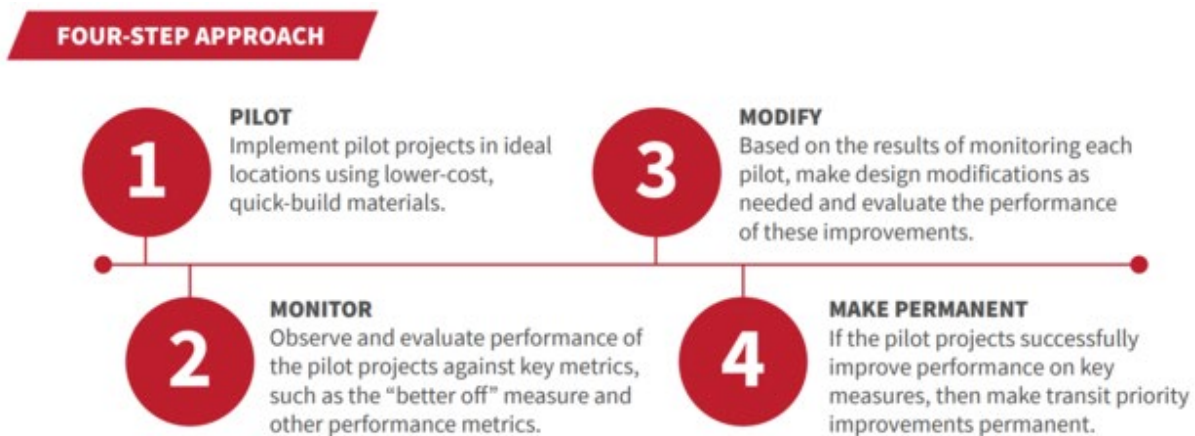 FOUR-STEP APPROACH
1
PILOT
Implement pilot projects in ideal
locations using lower-cost,
quick-build materials.
2
MONITOR
Observe and evaluate performance of
the pilot projects against key metrics,
such as the “better off” measure and
other performance metrics.
3
MODIFY
Based on the results of monitoring each
pilot, make design modifications as
needed and evaluate the performance
of these improvements.
4
MAKE PERMANENT
If the pilot projects successfully
improve performance on key
measures, then make transit priority
improvements permanent.